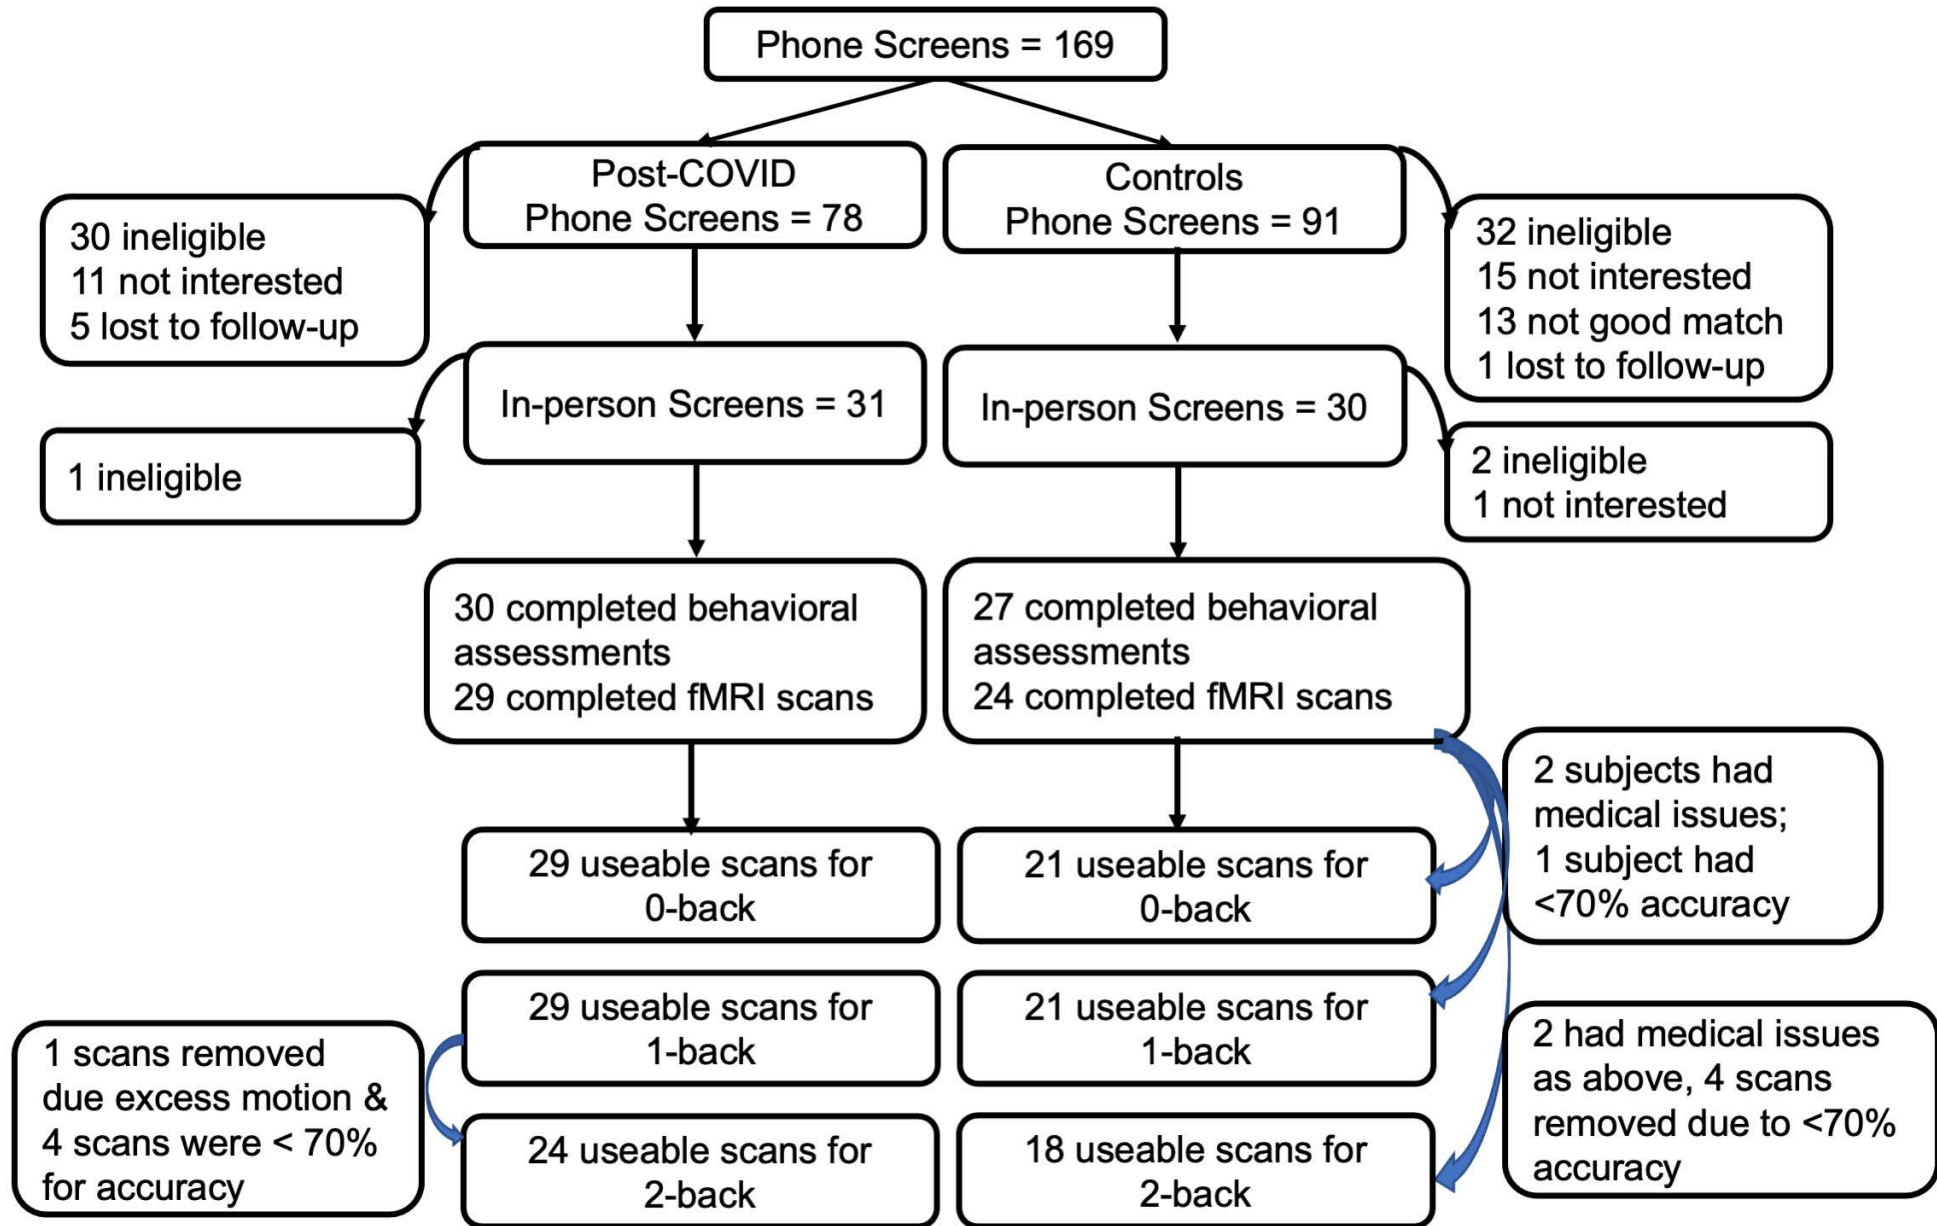 Phone Screens = 169
Post-COVID
Phone Screens = 78
Controls
Phone Screens = 91
30 ineligible
11 not interested
5 lost to follow-up
32 ineligible
15 not interested
13 not good match
1 lost to follow-up
In-person Screens = 31
In-person Screens = 30
1 ineligible
2 ineligible
1 not interested
30 completed behavioral
assessments
29 completed fMRI scans
27 completed behavioral
assessments
24 completed fMRI scans
2 subjects had
medical issues;
1 subject had
<70% accuracy
29 useable scans for
0-back
21 useable scans for
0-back
29 useable scans for
1-back
21 useable scans for
1-back
1 scans removed
due excess motion &
4 scans were < 70%
for accuracy
2 had medical issues
as above, 4 scans
removed due to <70%
accuracy
24 useable scans for
2-back
18 useable scans for
2-back